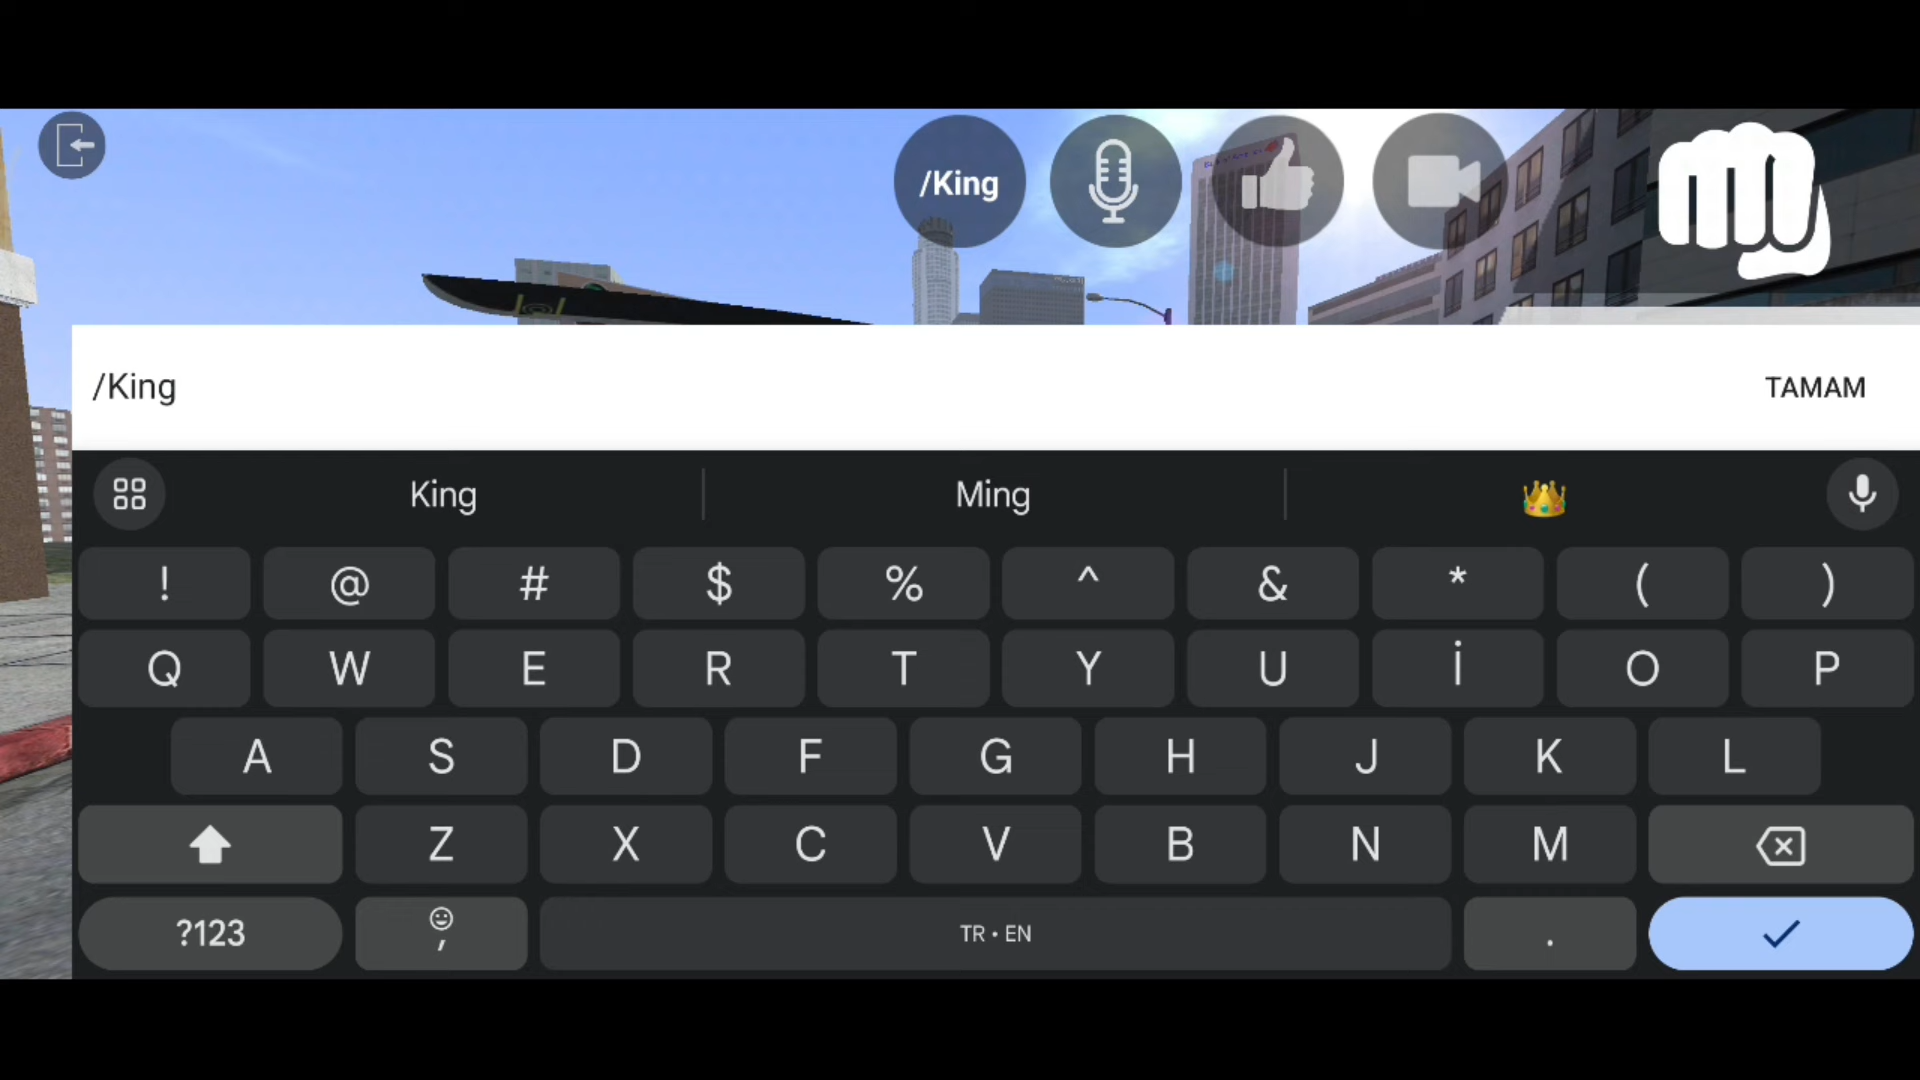 /King
/King
TAMAM
King
Ming
! @ # $ % ^ & * ( )
Q W E R T Y U İ O P
A S D F G H J K L
Z X C V B N M
?123 , TR • EN .